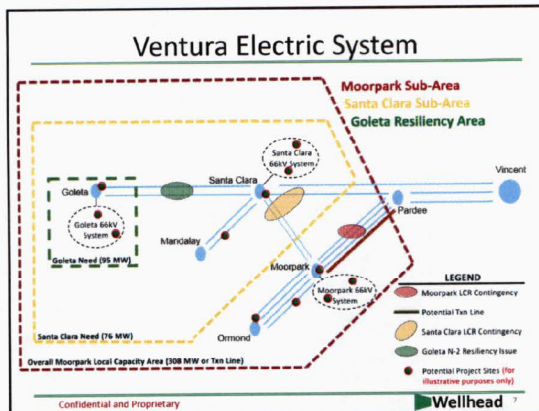 Ventura Electric System
Moorpark Sub-Area
Santa Clara Sub-Area
Goleta Resiliency Area
Santa Clara
66kV System
Vincent
Goleta
Santa Clara
Pardee
Goleta 66kV
System
Mandalay
Goleta Need (95 MW)
Moorpark
Moorpark 66kV
System
Ormond
Santa Clara Need (76 MW)
Overall Moorpark Local Capacity Area (308 MW or Txn Line)
LEGEND
Moorpark LCR Contingency
Potential Txn Line
Santa Clara LCR Contingency
Goleta N-2 Resiliency Issue
Potential Project Sites (for
illustrative purposes only)
Confidential and Proprietary
Wellhead
7